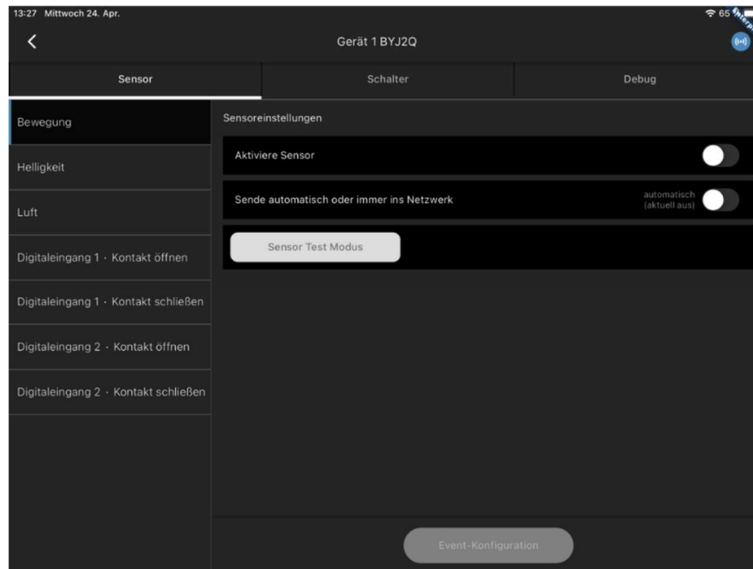 13:27 Mittwoch 24. Apr.
65
Gerät 1 BYJ2Q
Sensor
Schalter
Debug
Bewegung
Helligkeit
Luft
Digitaleingang 1 · Kontakt öffnen
Digitaleingang 1 · Kontakt schließen
Digitaleingang 2 · Kontakt öffnen
Digitaleingang 2 · Kontakt schließen
Sensoreinstellungen
Aktiviere Sensor
Sende automatisch oder immer ins Netzwerk
automatisch
(aktuell aus)
Sensor Test Modus
Event-Konfiguration